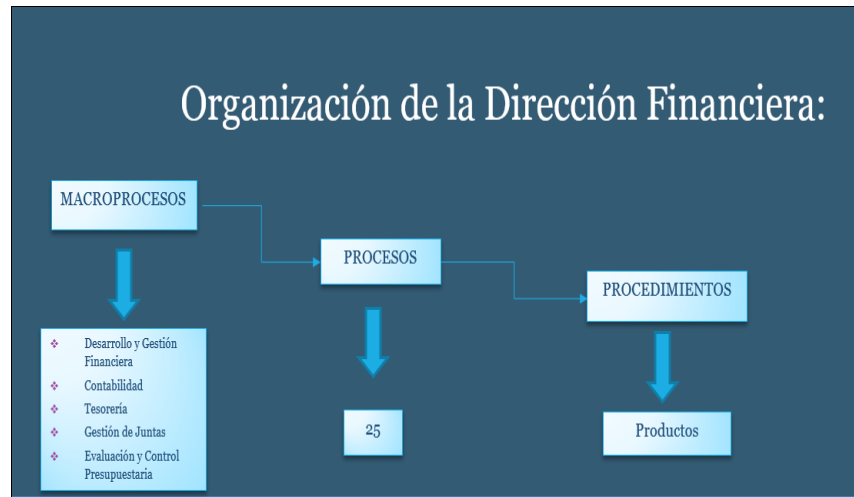 Organización de la Dirección Financiera:
MACROPROCESOS
PROCESOS
PROCEDIMIENTOS
Desarrollo y Gestión
Financiera
Contabilidad
Tesorería
Gestión de Juntas
Evaluación y Control
Presupuestaria
25
Productos